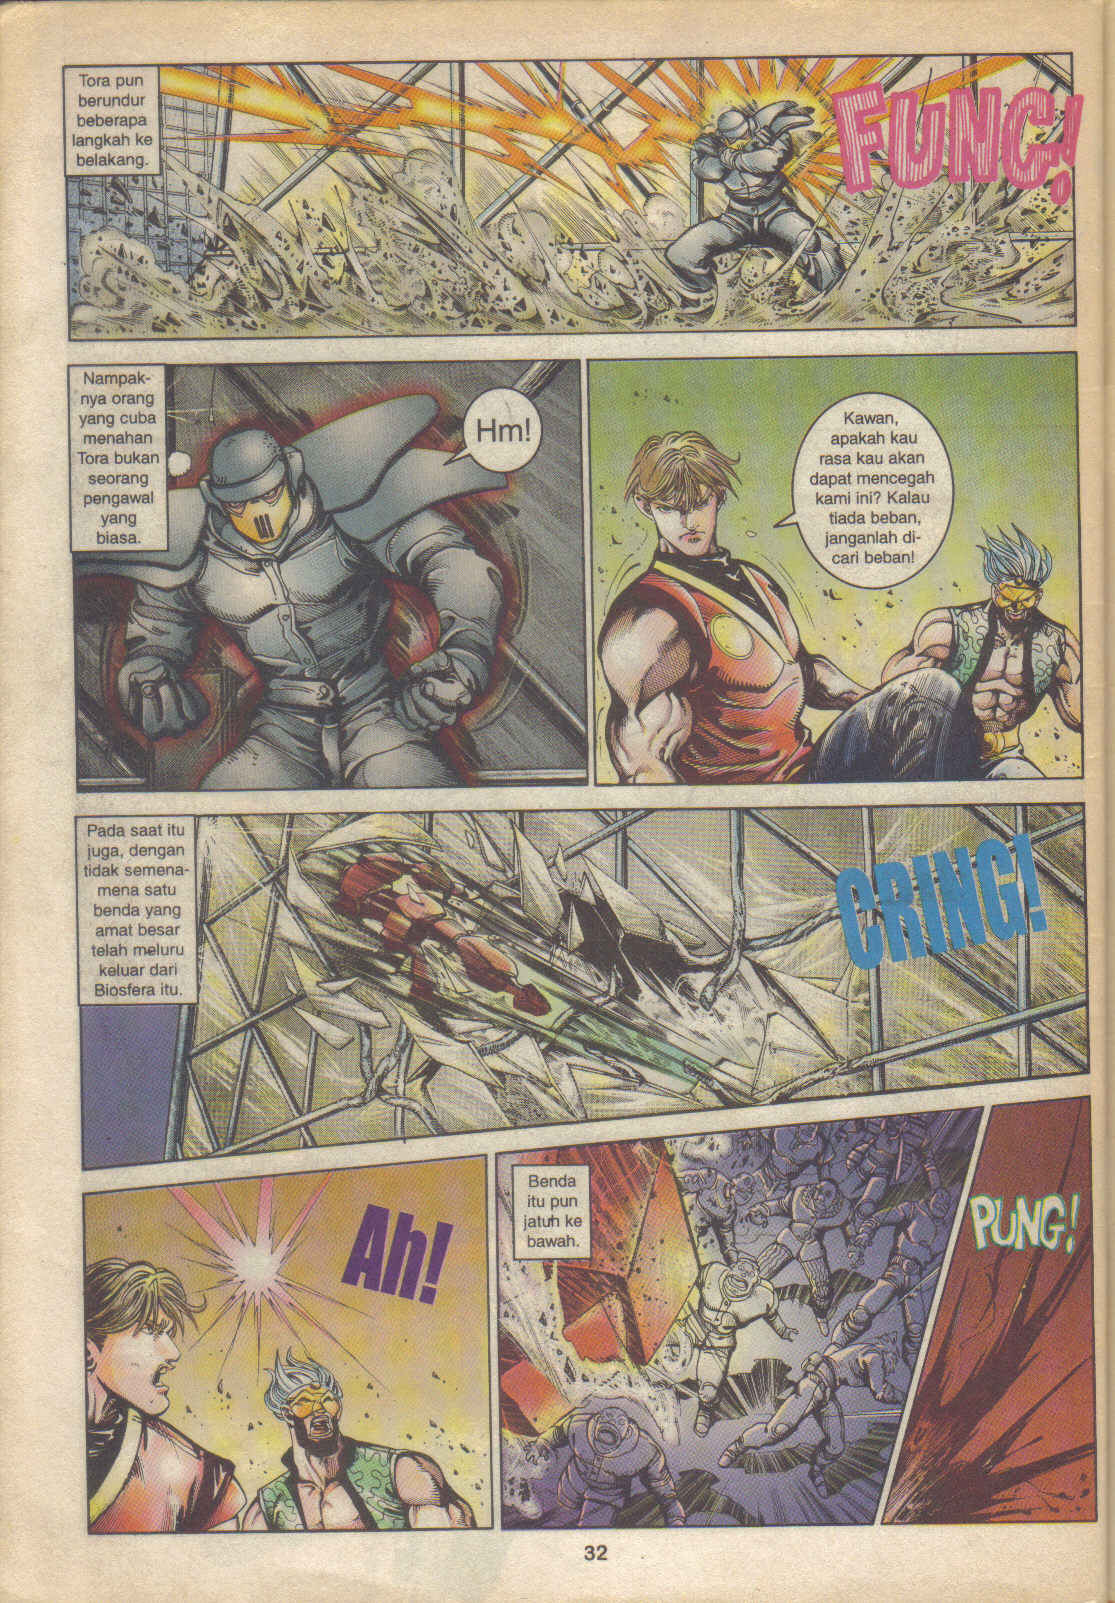 Tora pun
berundur
beberapa
langkah ke
belakang.
FUNG!
Nampak-
nya orang
yang cuba
menahan
Tora bukan
seorang
pengawal
yang
biasa.
Hm!
Kawan,
apakah kau
rasa kau akan
dapat mencegah
kami ini? Kalau
tiada beban,
janganlah di-
cari beban!
Pada saat itu
juga, dengan
tidak semena-
mena satu
benda yang
amat besar
telah meluru
keluar dari
Biosfera itu.
CRING!
Ah!
Benda
itu pun
jatuh ke
bawah.
PUNG!
32